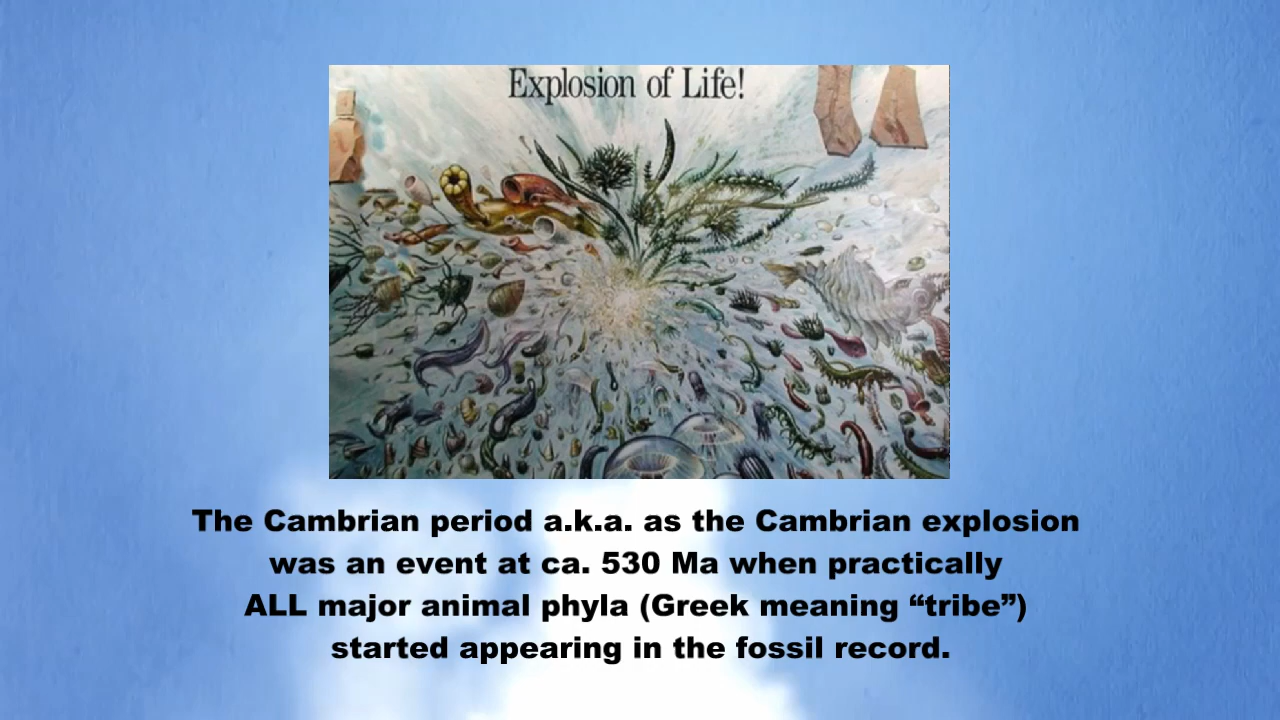 Explosion of Life!
The Cambrian period a.k.a. as the Cambrian explosion
was an event at ca. 530 Ma when practically
ALL major animal phyla (Greek meaning “tribe”)
started appearing in the fossil record.